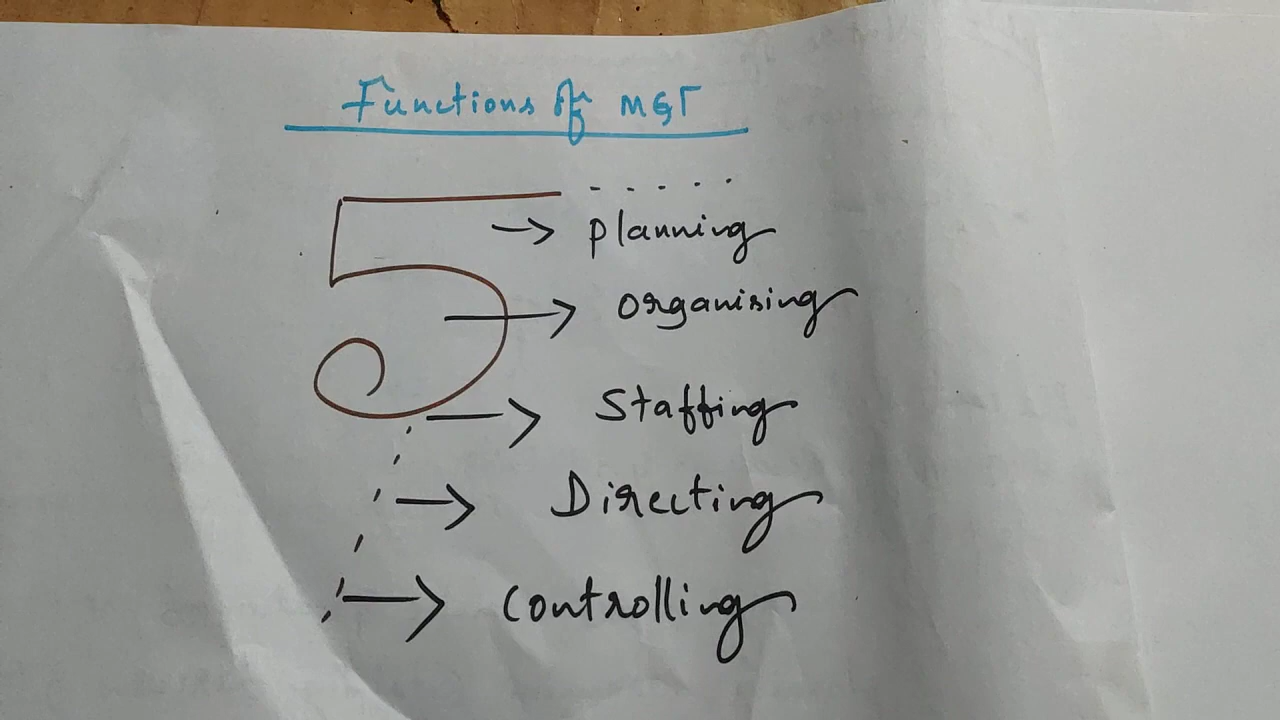 Functions of MGT
5
→ planning
→ organising
→ Staffing
→ Directing
→ Controlling